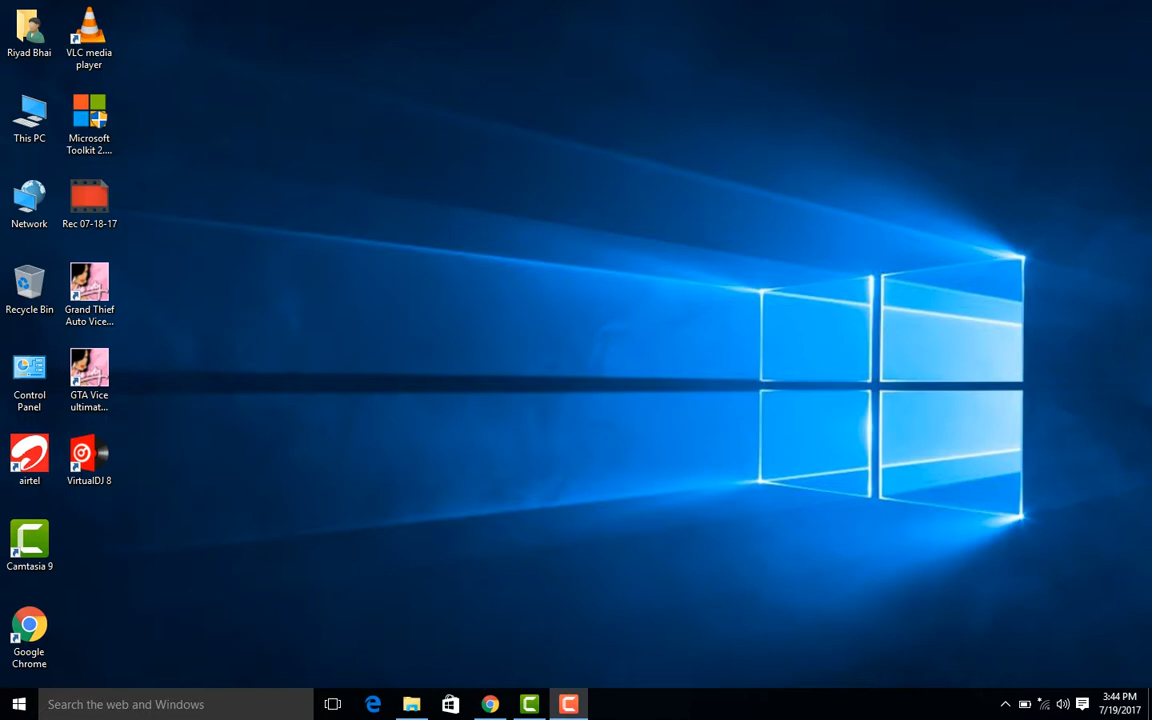 Riyad Bhai
VLC media
player
This PC
Microsoft
Toolkit 2....
Network
Rec 07-18-17
Recycle Bin
Grand Thief
Auto Vice...
Control
Panel
GTA Vice
ultimat...
airtel
VirtualDJ 8
Camtasia 9
Google
Chrome
Search the web and Windows
3:44 PM
7/19/2017